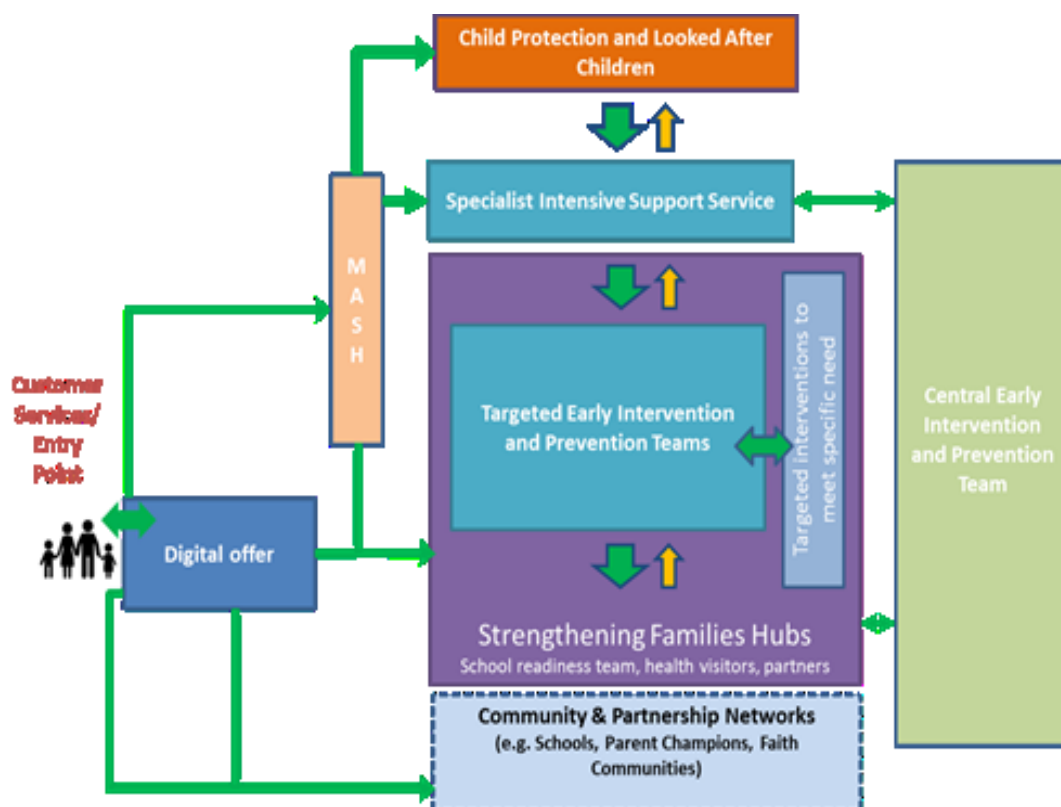 Child Protection and Looked After
Children
Specialist Intensive Support Service
M
A
S
H
Customer
Services/
Entry
Point
Digital offer
Targeted Early Intervention
and Prevention Teams
Targeted interventions to
meet specific need
Central Early
Intervention
and Prevention
Team
Strengthening Families Hubs
School readiness team, health visitors, partners
Community & Partnership Networks
(e.g. Schools, Parent Champions, Faith
Communities)